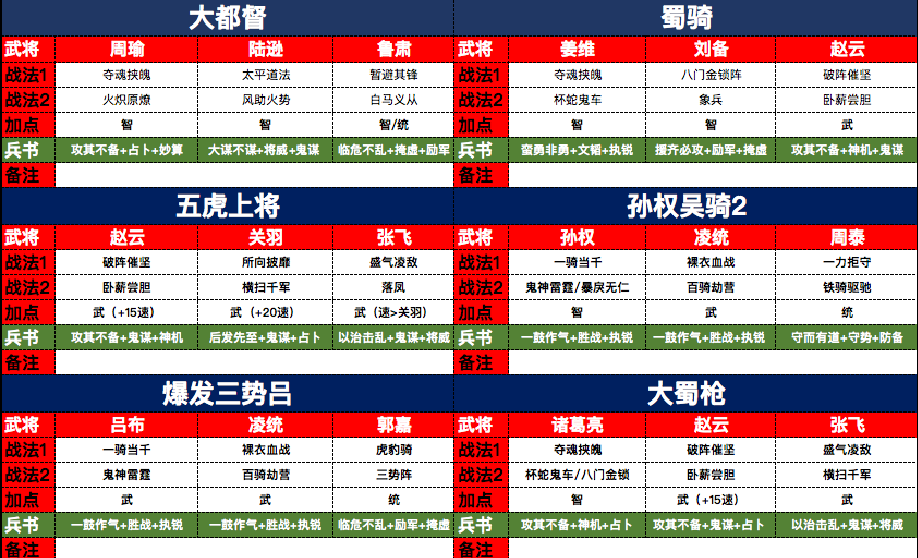 大都督 蜀骑
武将 周瑜 陆逊 鲁肃 武将 姜维 刘备 赵云
战法1 夺魂挟魄 太平道法 暂避其锋 战法1 夺魂挟魄 八门金锁阵 破阵催坚
战法2 火炽原燎 风助火势 白马义从 战法2 杯蛇鬼车 象兵 卧薪尝胆
加点 智 智 智/统 加点 智 智 武
兵书 攻其不备+占卜+妙算 大谋不谋+将威+鬼谋 临危不乱+掩虚+励军 兵书 蛮勇非勇+文韬+执锐 援齐必攻+励军+掩虚 攻其不备+神机+鬼谋
备注 备注
五虎上将 孙权吴骑2
武将 赵云 关羽 张飞 武将 孙权 凌统 周泰
战法1 破阵催坚 所向披靡 盛气凌敌 战法1 一骑当千 裸衣血战 一力拒守
战法2 卧薪尝胆 横扫千军 落凤 战法2 鬼神霆霆/暴戾无仁 百骑劫营 铁骑驱驰
加点 武（+15速） 武（+20速） 武（速>关羽） 加点 智 武 统
兵书 攻其不备+鬼谋+神机 后发先至+鬼谋+占卜 以治击乱+鬼谋+将威 兵书 一鼓作气+胜战+执锐 一鼓作气+胜战+执锐 守而有道+守势+防备
备注 备注
爆发三势吕 大蜀枪
武将 吕布 凌统 郭嘉 武将 诸葛亮 赵云 张飞
战法1 一骑当千 裸衣血战 虎豹骑 战法1 夺魂挟魄 破阵催坚 盛气凌敌
战法2 鬼神霆霆 百骑劫营 三势阵 战法2 杯蛇鬼车/八门金锁 卧薪尝胆 横扫千军
加点 武 武 统 加点 智 武（+15速） 武
兵书 一鼓作气+胜战+执锐 一鼓作气+胜战+执锐 临危不乱+励军+掩虚 兵书 攻其不备+神机+占卜 攻其不备+鬼谋+占卜 以治击乱+鬼谋+将威
备注 备注